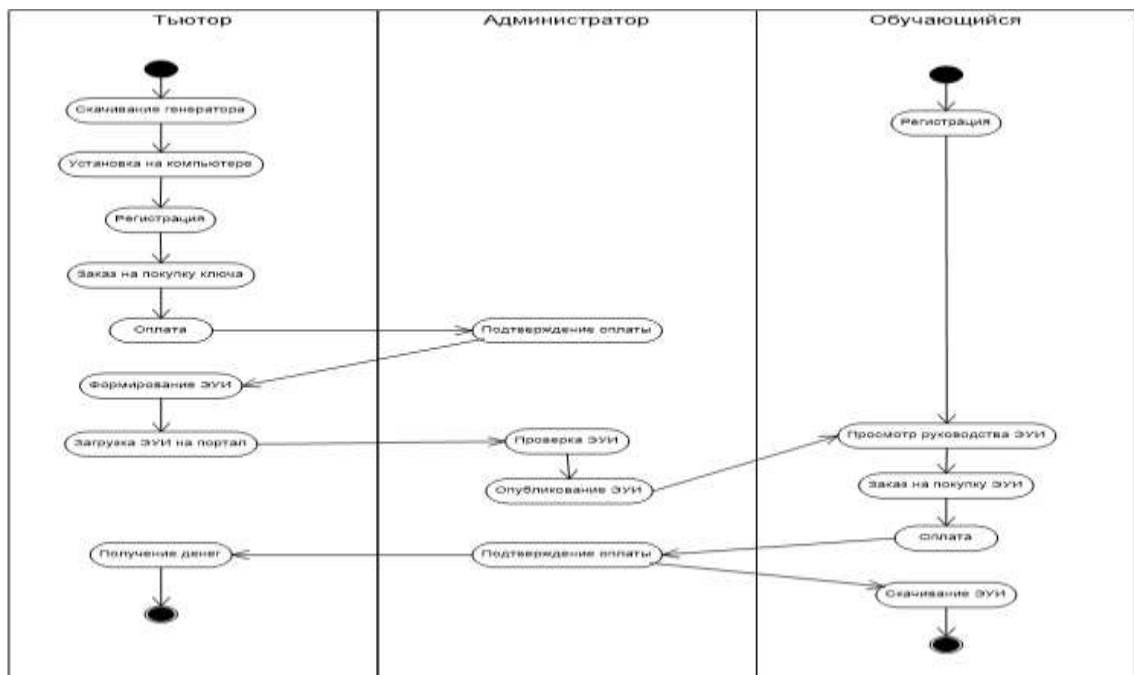 Тьютор
Администратор
Обучающийся
Скачивание генератора
Установка на компьютере
Регистрация
Заказ на покупку ключа
Оплата
Формирование ЭУИ
Загрузка ЭУИ на портал
Получение денег
Подтверждение оплаты
Проверка ЭУИ
Опубликование ЭУИ
Подтверждение оплаты
Регистрация
Просмотр руководства ЭУИ
Заказ на покупку ЭУИ
Оплата
Скачивание ЭУИ